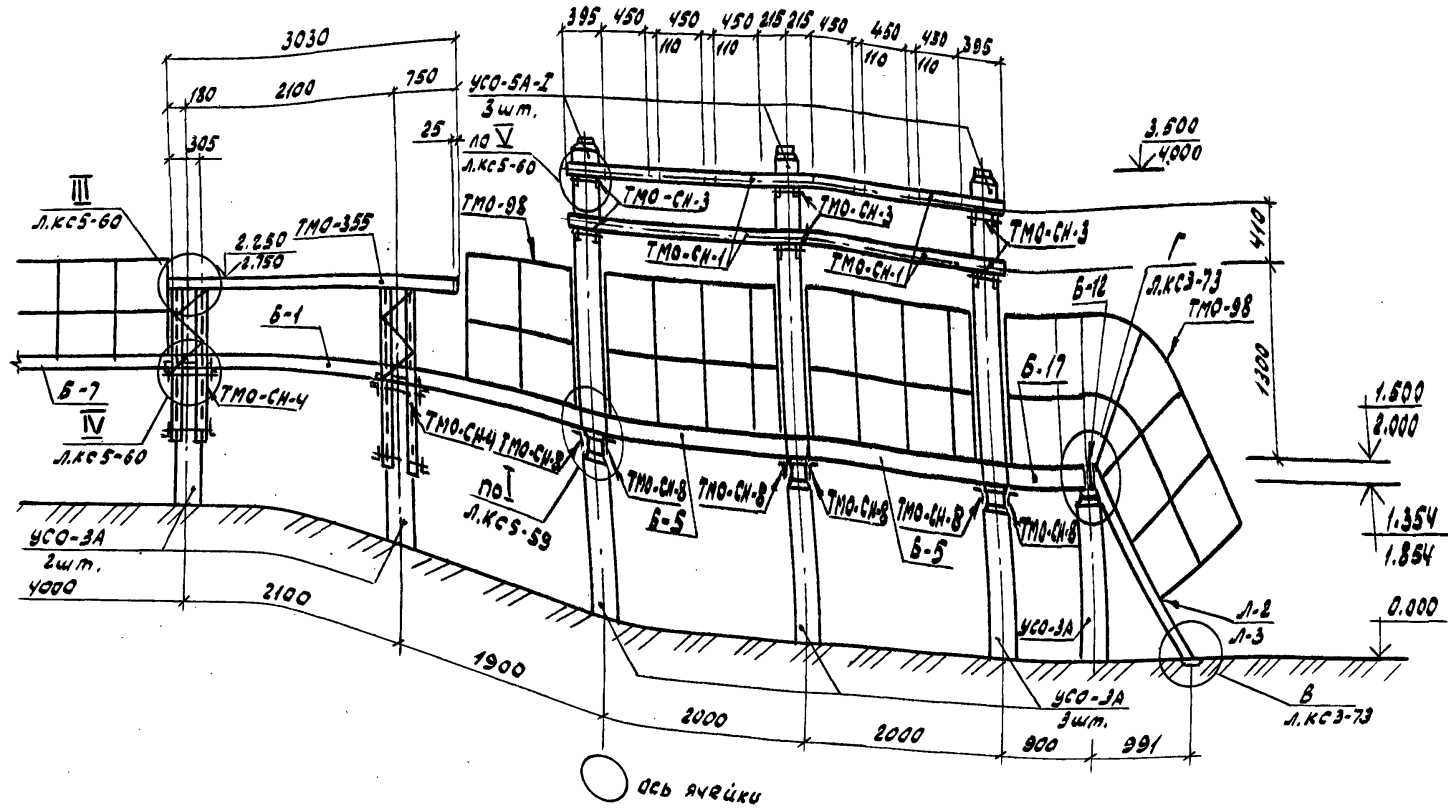 395 450 450 450 215 215 450 450 450 395
110 110 110 110
3030
180 2100 750
305
25
УСО-5А-I
3 шт.
по V
Л.КС5-60
3.500
4.000
III
Л.КС5-60
2.250
2.750
ТМО-355
ТМО-98
ТМО-СН-3
ТМО-СН-3
ТМО-СН-3
ТМО-СН-1
ТМО-СН-1
410
1300
Г
Л.КС3-73
Б-12
ТМО-98
Б-1
Б-17
Б-7
ТМО-СН-4
IV
Л.КС5-60
ТМО-СН-4
ТМО-СН-8
1.500
2.000
по I
Л.КС5-59
ТМО-СН-8
Б-5
ТМО-СН-8
ТМО-СН-8
ТМО-СН-8
Б-5
ТМО-СН-8
1.354
1.854
УСО-3А
2 шт.
4000
2100
1900
2000
2000
900
991
УСО-3А
Л-2
Л-3
0.000
УСО-3А
3 шт.
В
Л.КС3-73
ось ячейки